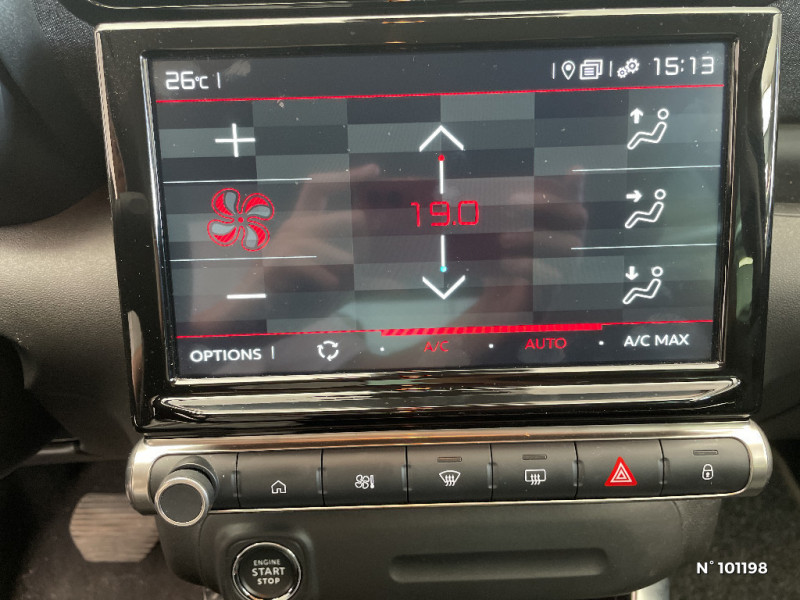 26°C
15:13
19.0
OPTIONS
A/C
AUTO
A/C MAX
ENGINE
START
STOP
N° 101198